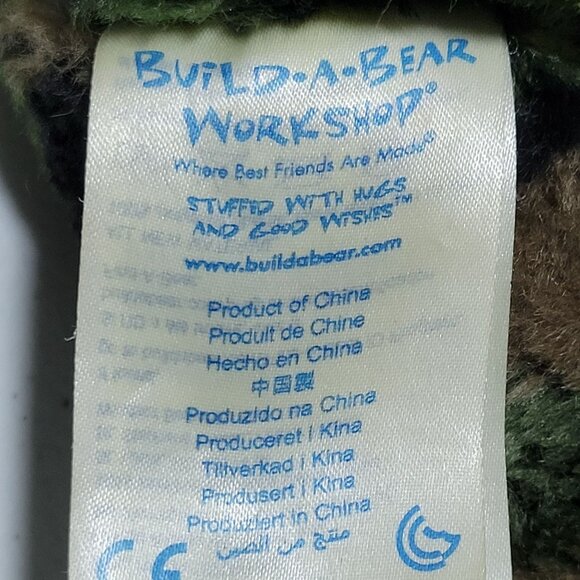 BUILD-A-BEAR
WORKSHOP®
Where Best Friends Are Made®
STUFFED WITH HUGS
AND GOOD WISHES™
www.buildabear.com
Product of China
Produit de Chine
Hecho en China
中国製
Produzido na China
Produceret i Kina
Tillverkad i Kina
Produsert i Kina
Produziert in China
منتج من الصين
CE